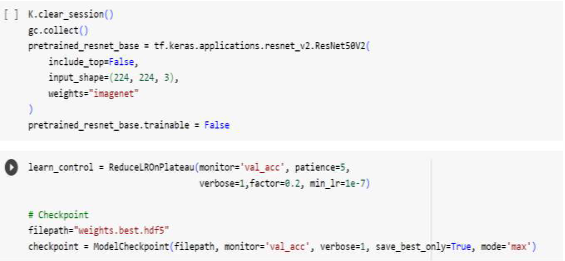 [ ] K.clear_session()
gc.collect()
pretrained_resnet_base = tf.keras.applications.resnet_v2.ResNet50V2(
include_top=False,
input_shape=(224, 224, 3),
weights="imagenet"
)
pretrained_resnet_base.trainable = False
learn_control = ReduceLROnPlateau(monitor='val_acc', patience=5,
verbose=1,factor=0.2, min_lr=1e-7)
# Checkpoint
filepath="weights.best.hdf5"
checkpoint = ModelCheckpoint(filepath, monitor='val_acc', verbose=1, save_best_only=True, mode='max')